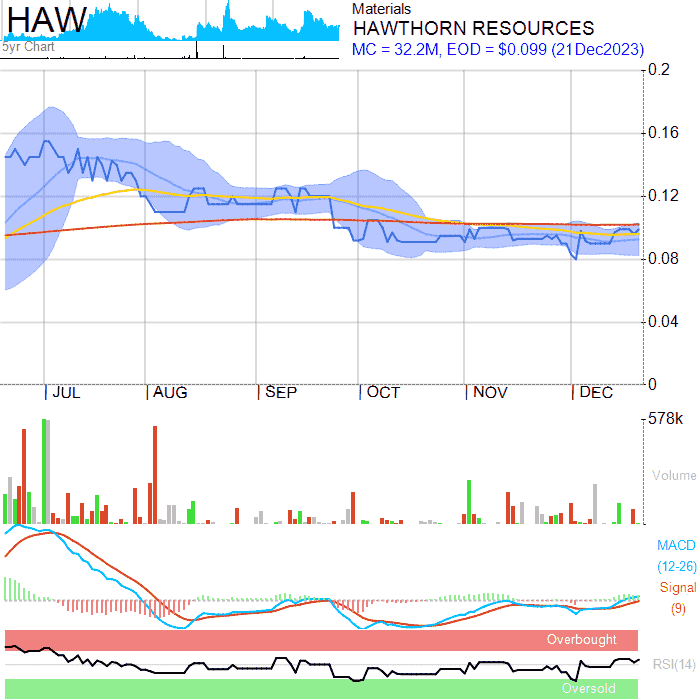 HAW
5yr Chart
Materials
HAWTHORN RESOURCES
MC = 32.2M, EOD = $0.099 (21Dec2023)
0.2
0.16
0.12
0.08
0.04
0
JUL
AUG
SEP
OCT
NOV
DEC
578k
Volume
MACD
(12-26)
Signal
(9)
Overbought
RSI(14)
Oversold